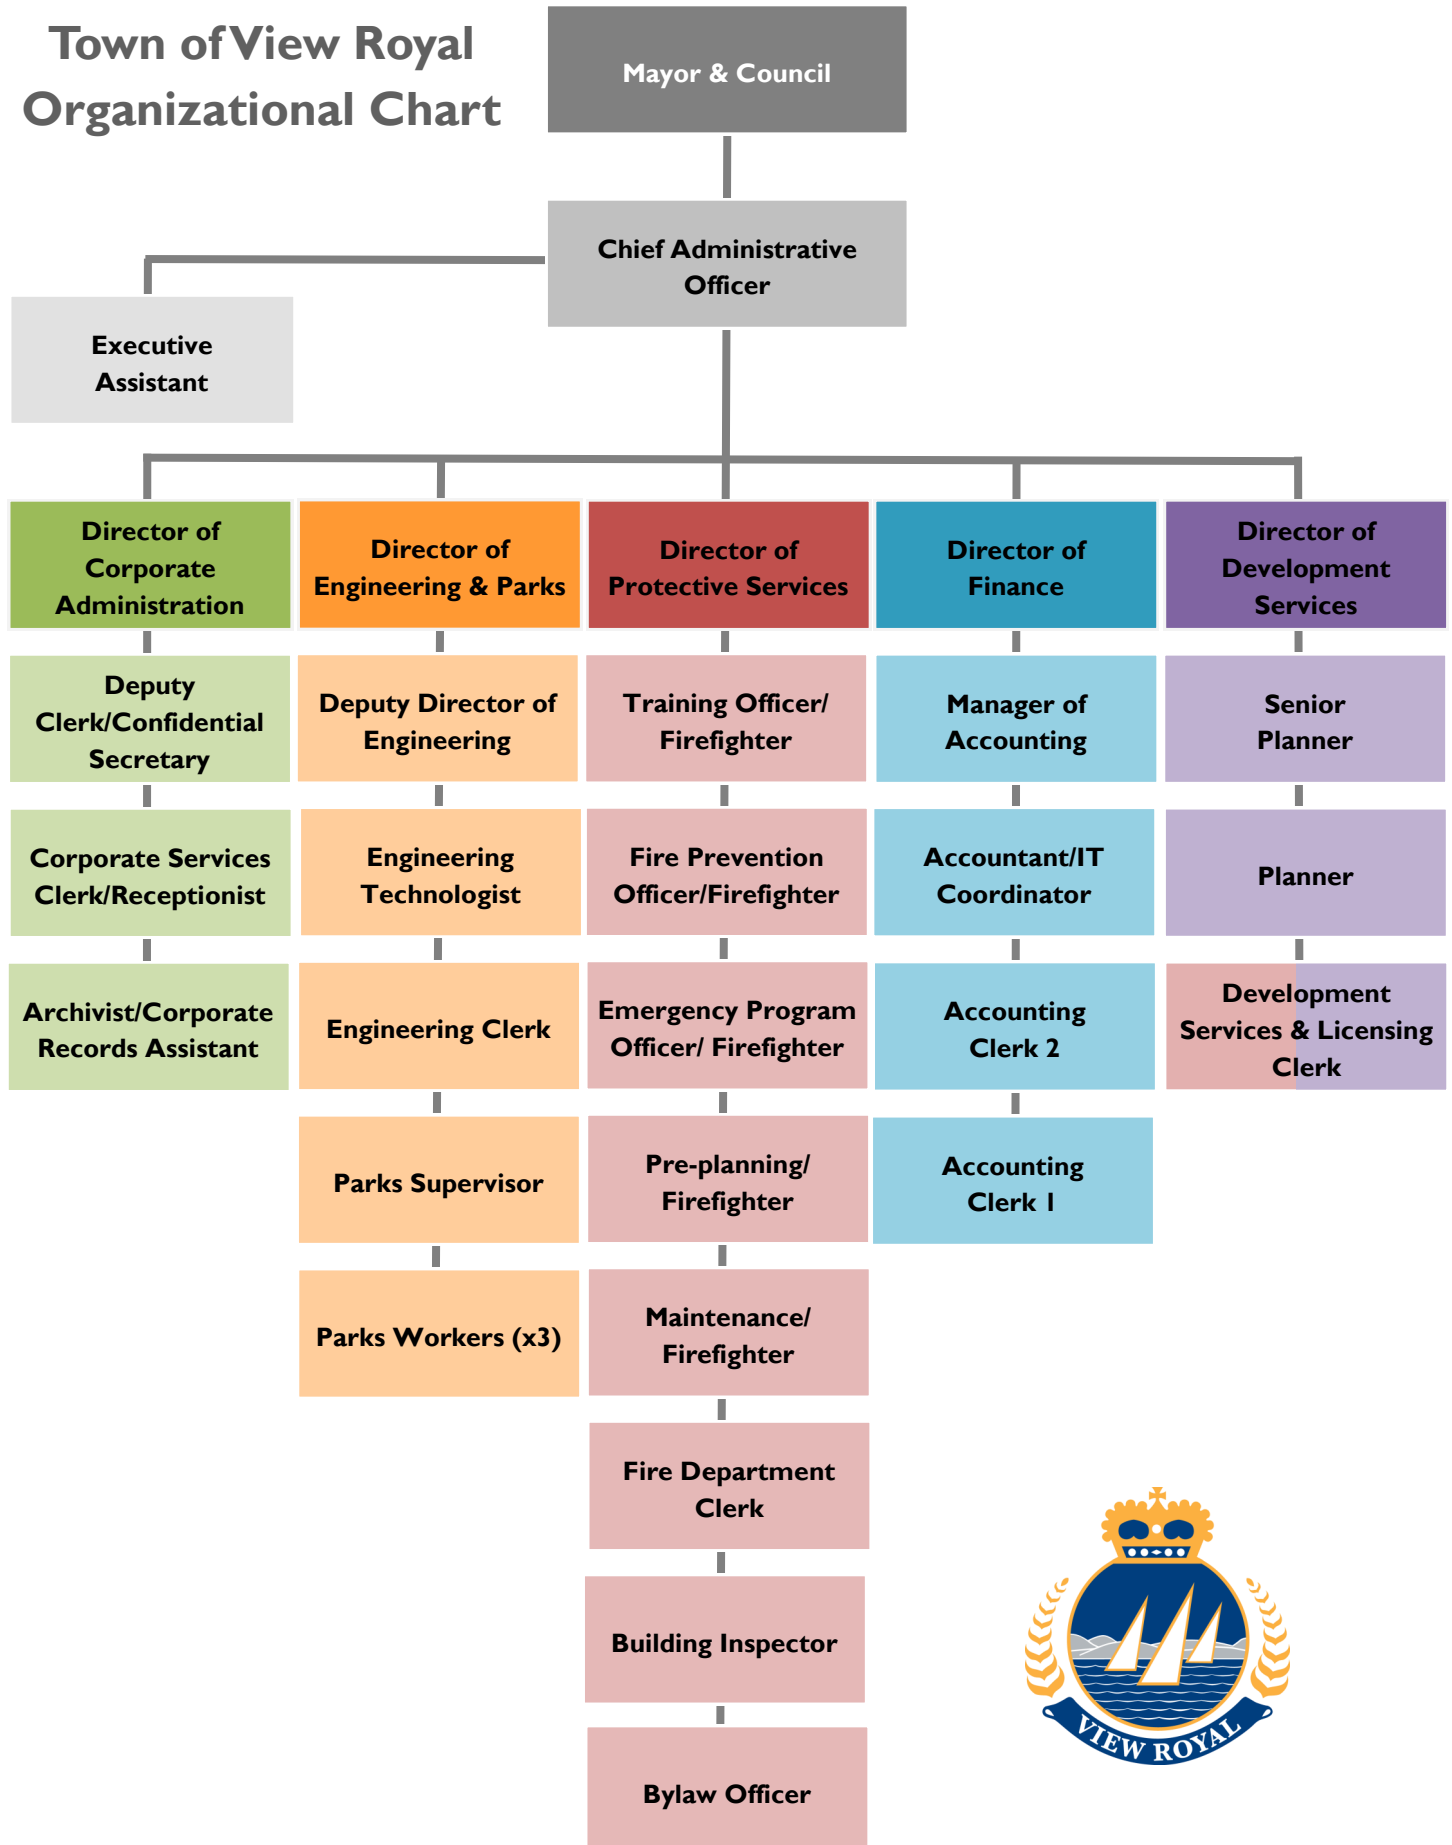 Town of View Royal
Organizational Chart
Mayor & Council
Chief Administrative
Officer
Executive
Assistant
Director of
Corporate
Administration
Deputy
Clerk/Confidential
Secretary
Corporate Services
Clerk/Receptionist
Archivist/Corporate
Records Assistant
Director of
Engineering & Parks
Deputy Director of
Engineering
Engineering
Technologist
Engineering Clerk
Parks Supervisor
Parks Workers (x3)
Director of
Protective Services
Training Officer/
Firefighter
Fire Prevention
Officer/Firefighter
Emergency Program
Officer/ Firefighter
Pre-planning/
Firefighter
Maintenance/
Firefighter
Fire Department
Clerk
Building Inspector
Bylaw Officer
Director of
Finance
Manager of
Accounting
Accountant/IT
Coordinator
Accounting
Clerk 2
Accounting
Clerk 1
Director of
Development
Services
Senior
Planner
Planner
Development
Services & Licensing
Clerk
VIEW ROYAL